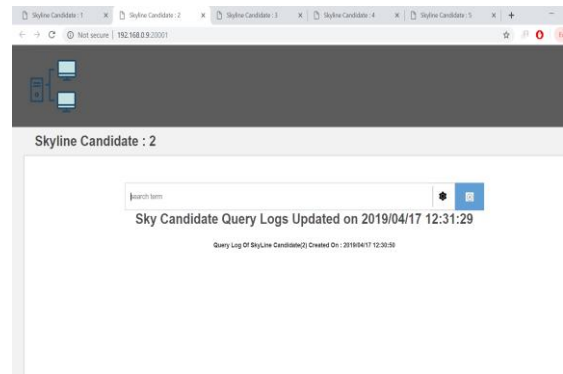 Skyline Candidate : 1 Skyline Candidate : 2 Skyline Candidate : 3 Skyline Candidate : 4 Skyline Candidate : 5
Not secure 192.168.0.9:20001
Skyline Candidate : 2
search term
Sky Candidate Query Logs Updated on 2019/04/17 12:31:29
Query Log Of SkyLine Candidate(2) Created On : 2019/04/17 12:30:50